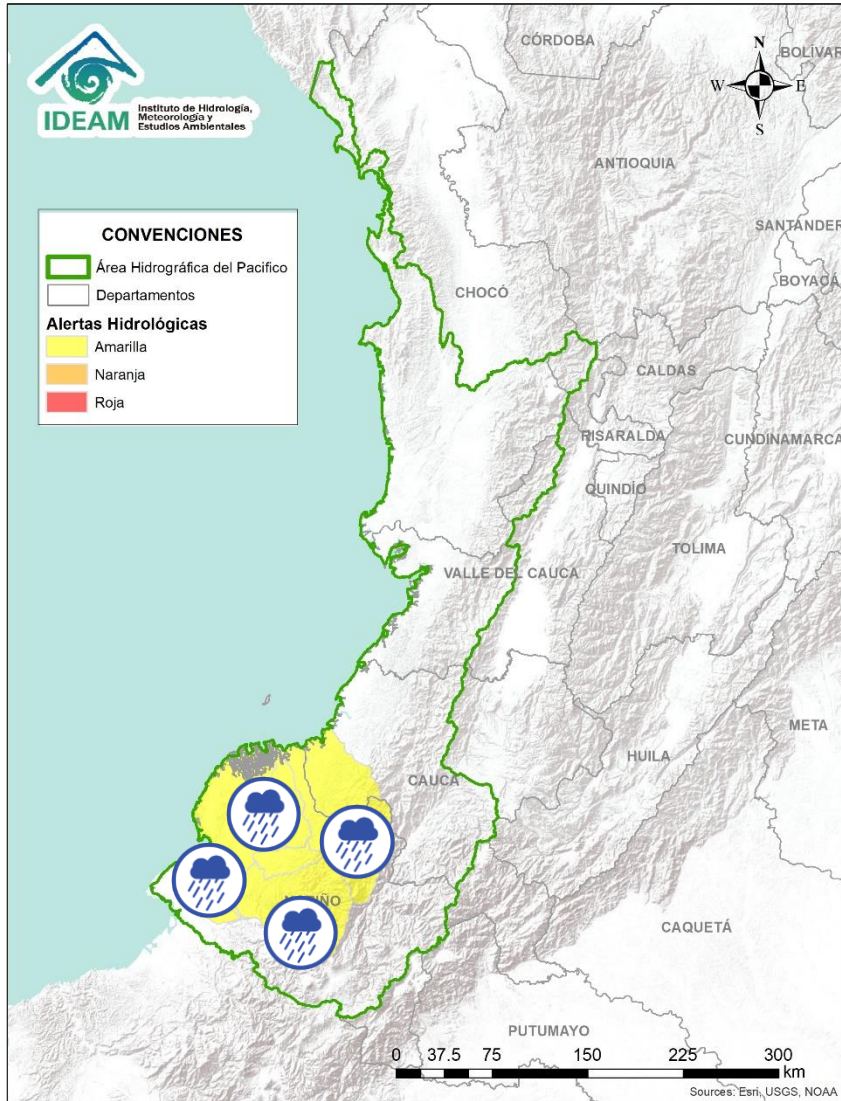 CÓRDOBA
BOLÍVAR
N
W
E
S
IDEAM
Instituto de Hidrología,
Meteorología y
Estudios Ambientales
ANTIOQUIA
SANTANDER
BOYACÁ
CONVENCIONES
Área Hidrográfica del Pacifico
Departamentos
Alertas Hidrológicas
Amarilla
Naranja
Roja
CHOCÓ
CALDAS
RISARALDA
CUNDINAMARCA
QUINDÍO
TOLIMA
VALLE DEL CAUCA
META
HUILA
CAUCA
CAQUETÁ
PUTUMAYO
0 37.5 75 150 225 300
km
Sources: Esri, USGS, NOAA